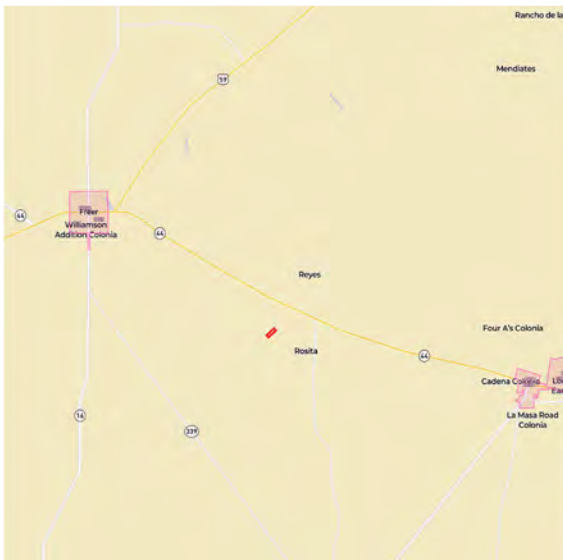 Rancho de la
Mendiates
59
Freer
44
Williamson
Addition Colonia
44
Reyes
Four A's Colonia
Rosita
44
Cadena Colonia
La Masa Road
Colonia
16
339